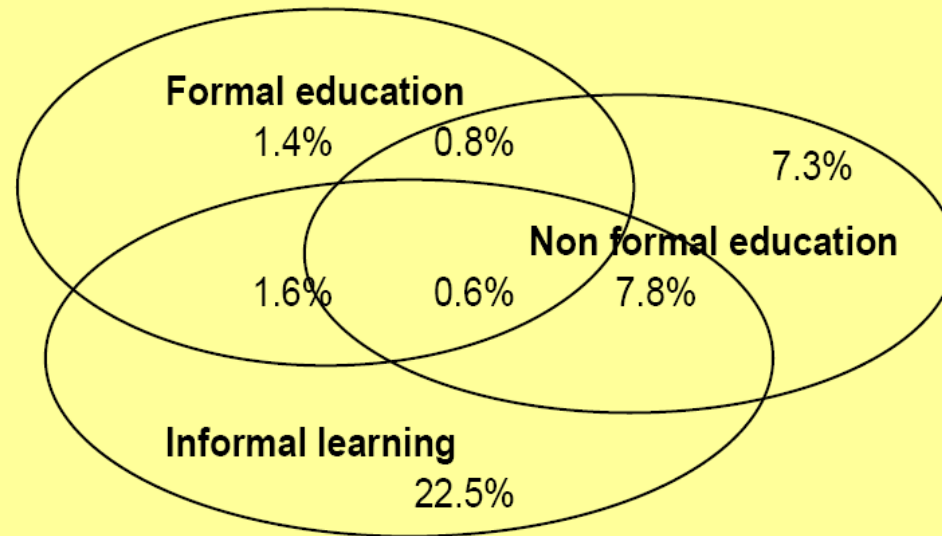 Formal education
1.4% 0.8%
7.3%
Non formal education
1.6% 0.6% 7.8%
Informal learning
22.5%